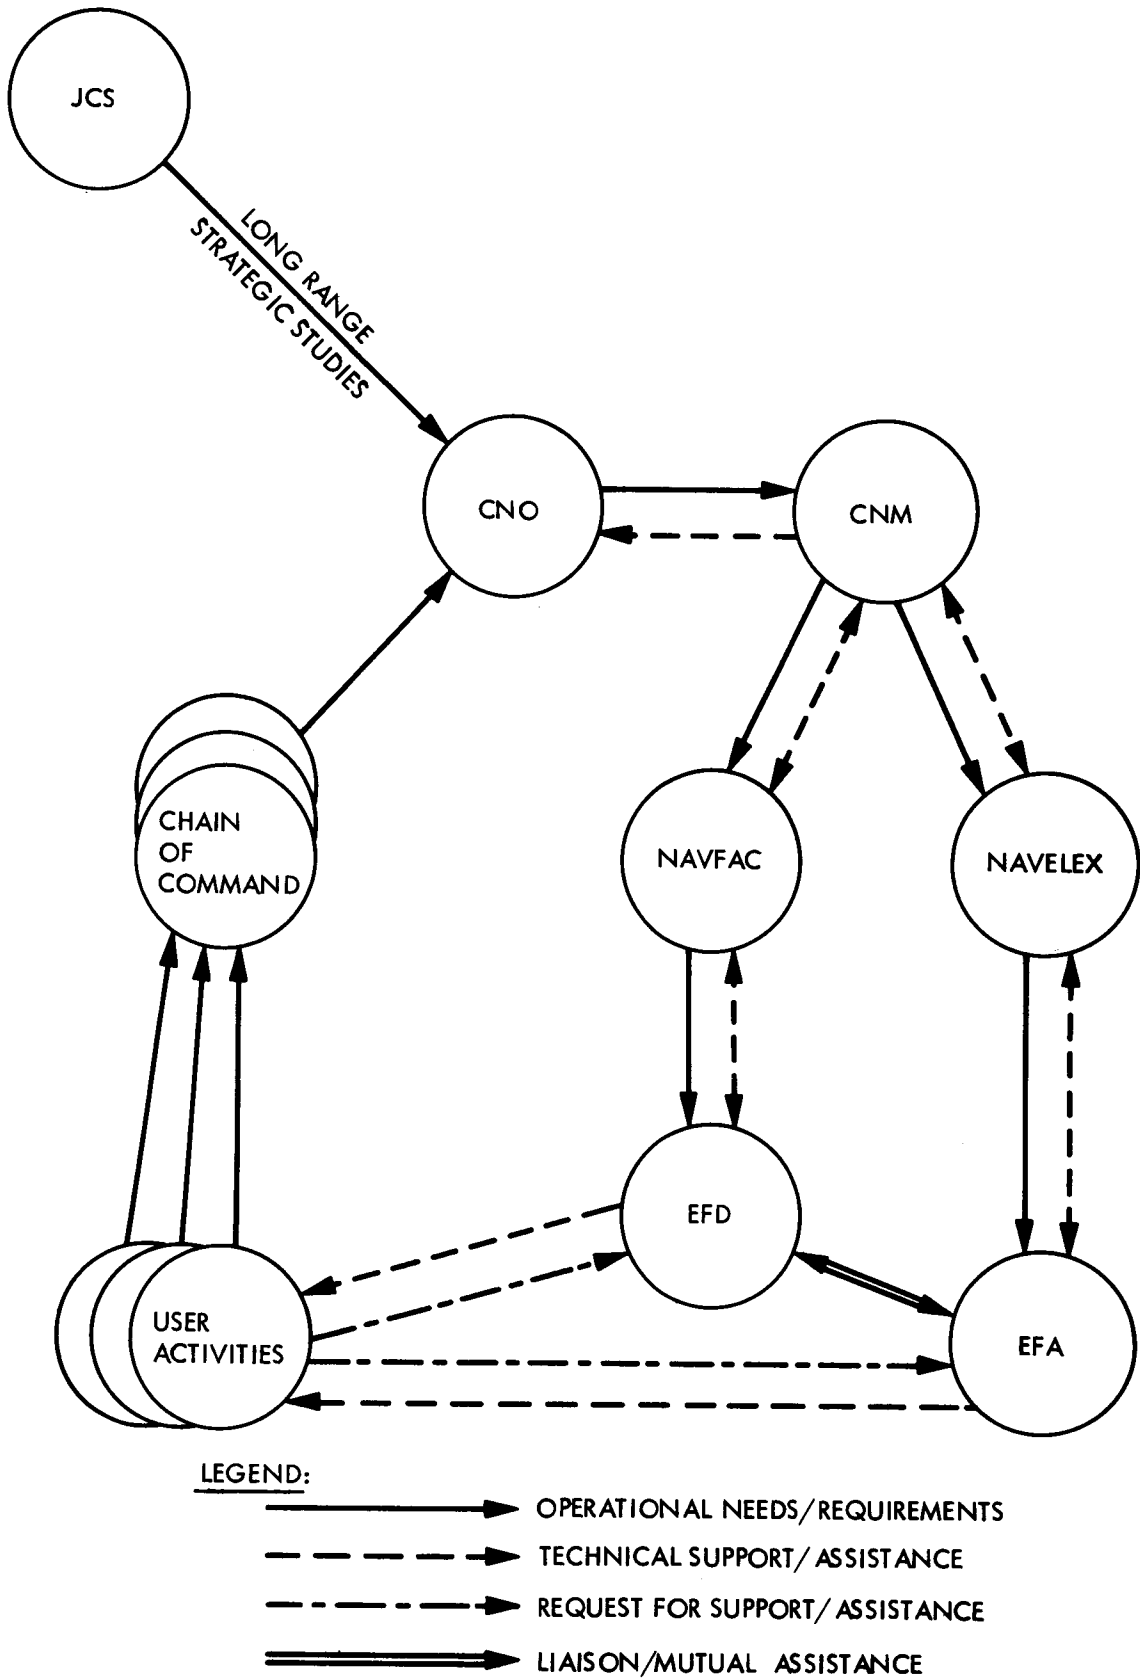 JCS
LONG RANGE
STRATEGIC STUDIES
CNO
CNM
CHAIN
OF
COMMAND
NAVFAC
NAVELEX
EFD
USER
ACTIVITIES
EFA
LEGEND:
OPERATIONAL NEEDS/REQUIREMENTS
TECHNICAL SUPPORT/ASSISTANCE
REQUEST FOR SUPPORT/ASSISTANCE
LIAISON/MUTUAL ASSISTANCE